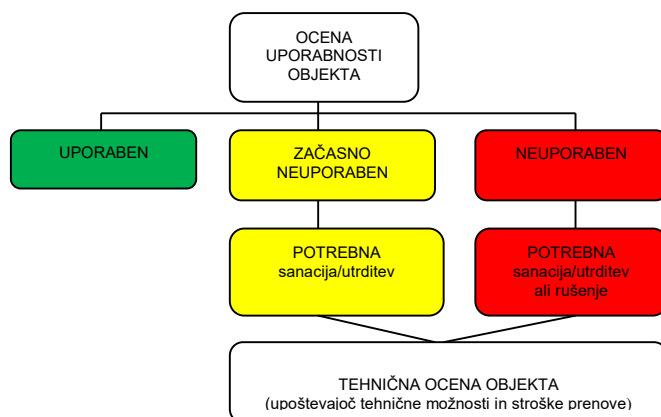 OCENA
UPORABNOSTI
OBJEKTA
UPORABEN
ZAČASNO
NEUPORABEN
NEUPORABEN
POTREBNA
sanacija/utrditev
POTREBNA
sanacija/utrditev
ali rušenje
TEHNIČNA OCENA OBJEKTA
(upoštevajoč tehnične možnosti in stroške prenove)